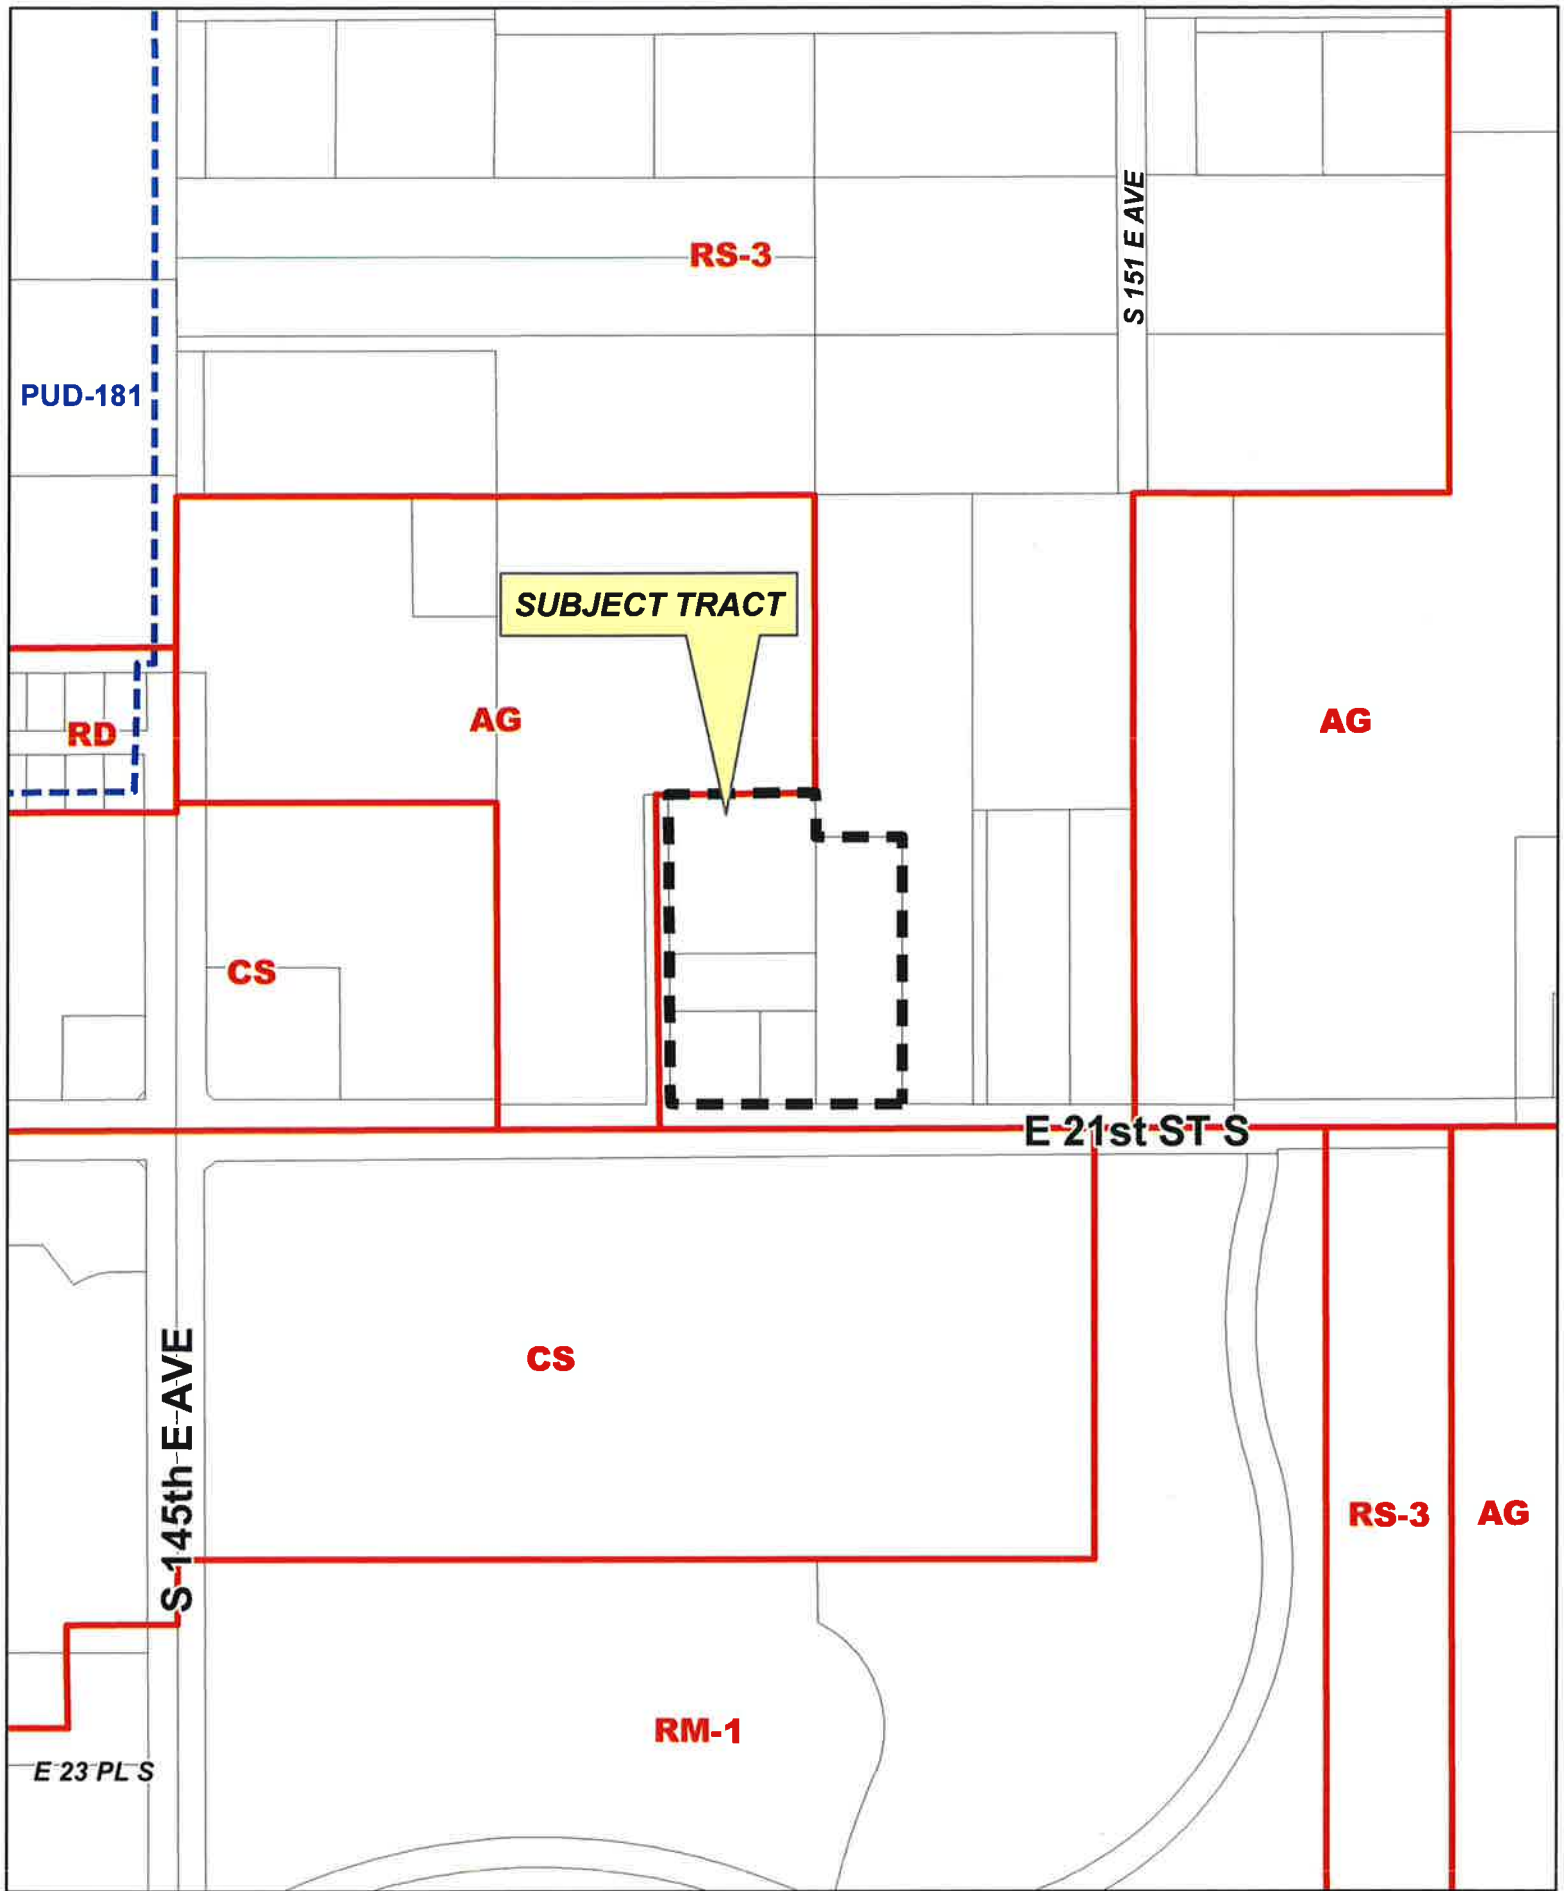 RS-3
S 151 E AVE
PUD-181
SUBJECT TRACT
RD
AG
AG
CS
E 21st ST S
CS
S 145th E AVE
RS-3
AG
RM-1
E 23 PL S